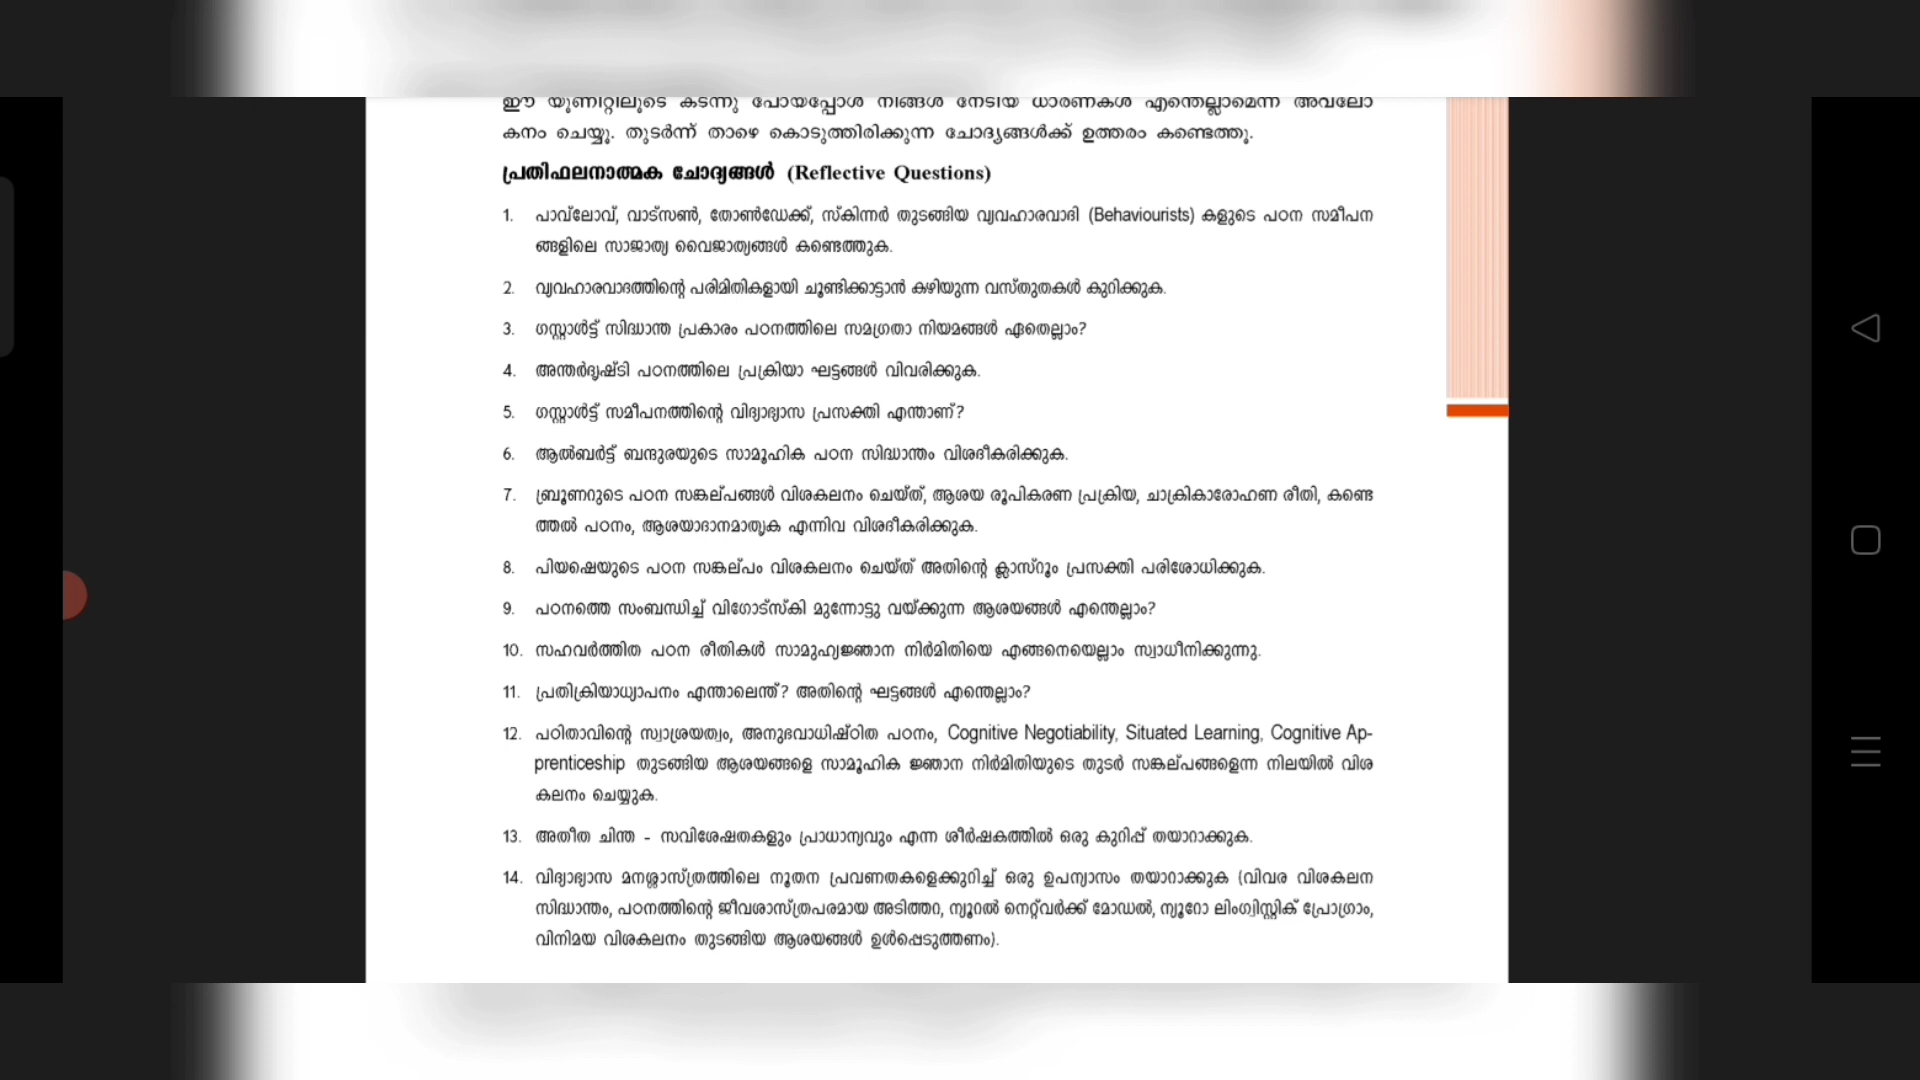 ഈ യൂണിറ്റിലൂടെ കടന്നു പോയപ്പോൾ നിങ്ങൾ നേടിയ ധാരണകൾ എന്തെല്ലാമെന്ന് അവലോ
കനം ചെയ്യൂ. തുടർന്ന് താഴെ കൊടുത്തിരിക്കുന്ന ചോദ്യങ്ങൾക്ക് ഉത്തരം കണ്ടെത്തൂ.
പ്രതിഫലനാത്മക ചോദ്യങ്ങൾ (Reflective Questions)
1. പാവ്‌ലോവ്, വാട്സൺ, തോൺഡേക്ക്, സ്കിന്നർ തുടങ്ങിയ വ്യവഹാരവാദി (Behaviourists) കളുടെ പഠന സമീപന
ങ്ങളിലെ സാജാത്യ വൈജാത്യങ്ങൾ കണ്ടെത്തുക.
2. വ്യവഹാരവാദത്തിന്റെ പരിമിതികളായി ചൂണ്ടിക്കാട്ടാൻ കഴിയുന്ന വസ്തുതകൾ കുറിക്കുക.
3. ഗസ്റ്റാൾട്ട് സിദ്ധാന്ത പ്രകാരം പഠനത്തിലെ സമഗ്രതാ നിയമങ്ങൾ ഏതെല്ലാം?
4. അന്തർദൃഷ്ടി പഠനത്തിലെ പ്രക്രിയാ ഘട്ടങ്ങൾ വിവരിക്കുക.
5. ഗസ്റ്റാൾട്ട് സമീപനത്തിന്റെ വിദ്യാഭ്യാസ പ്രസക്തി എന്താണ്?
6. ആൽബർട്ട് ബന്ദുരയുടെ സാമൂഹിക പഠന സിദ്ധാന്തം വിശദീകരിക്കുക.
7. ബ്രൂണറുടെ പഠന സങ്കല്പങ്ങൾ വിശകലനം ചെയ്ത്, ആശയ രൂപികരണ പ്രക്രിയ, ചാക്രികാരോഹണ രീതി, കണ്ടെ
ത്തൽ പഠനം, ആശയാദാനമാതൃക എന്നിവ വിശദീകരിക്കുക.
8. പിയഷെയുടെ പഠന സങ്കല്പം വിശകലനം ചെയ്ത് അതിന്റെ ക്ലാസ്റൂം പ്രസക്തി പരിശോധിക്കുക.
9. പഠനത്തെ സംബന്ധിച്ച് വിഗോട്സ്കി മുന്നോട്ടു വയ്ക്കുന്ന ആശയങ്ങൾ എന്തെല്ലാം?
10. സഹവർത്തിത പഠന രീതികൾ സാമുഹ്യജ്ഞാന നിർമിതിയെ എങ്ങനെയെല്ലാം സ്വാധീനിക്കുന്നു.
11. പ്രതിക്രിയാധ്യാപനം എന്താലെന്ത്? അതിന്റെ ഘട്ടങ്ങൾ എന്തെല്ലാം?
12. പഠിതാവിന്റെ സ്വാശ്രയത്വം, അനുഭവാധിഷ്ഠിത പഠനം, Cognitive Negotiability, Situated Learning, Cognitive Ap-
prenticeship തുടങ്ങിയ ആശയങ്ങളെ സാമൂഹിക ജ്ഞാന നിർമിതിയുടെ തുടർ സങ്കല്പങ്ങളെന്ന നിലയിൽ വിശ
കലനം ചെയ്യുക.
13. അതീത ചിന്ത - സവിശേഷതകളും പ്രാധാന്യവും എന്ന ശീർഷകത്തിൽ ഒരു കുറിപ്പ് തയാറാക്കുക.
14. വിദ്യാഭ്യാസ മനശ്ശാസ്ത്രത്തിലെ നൂതന പ്രവണതകളെക്കുറിച്ച് ഒരു ഉപന്യാസം തയാറാക്കുക (വിവര വിശകലന
സിദ്ധാന്തം, പഠനത്തിന്റെ ജീവശാസ്ത്രപരമായ അടിത്തറ, ന്യൂറൽ നെറ്റ്‌വർക്ക് മോഡൽ, ന്യൂറോ ലിംഗ്വിസ്റ്റിക് പ്രോഗ്രാം,
വിനിമയ വിശകലനം തുടങ്ങിയ ആശയങ്ങൾ ഉൾപ്പെടുത്തണം).